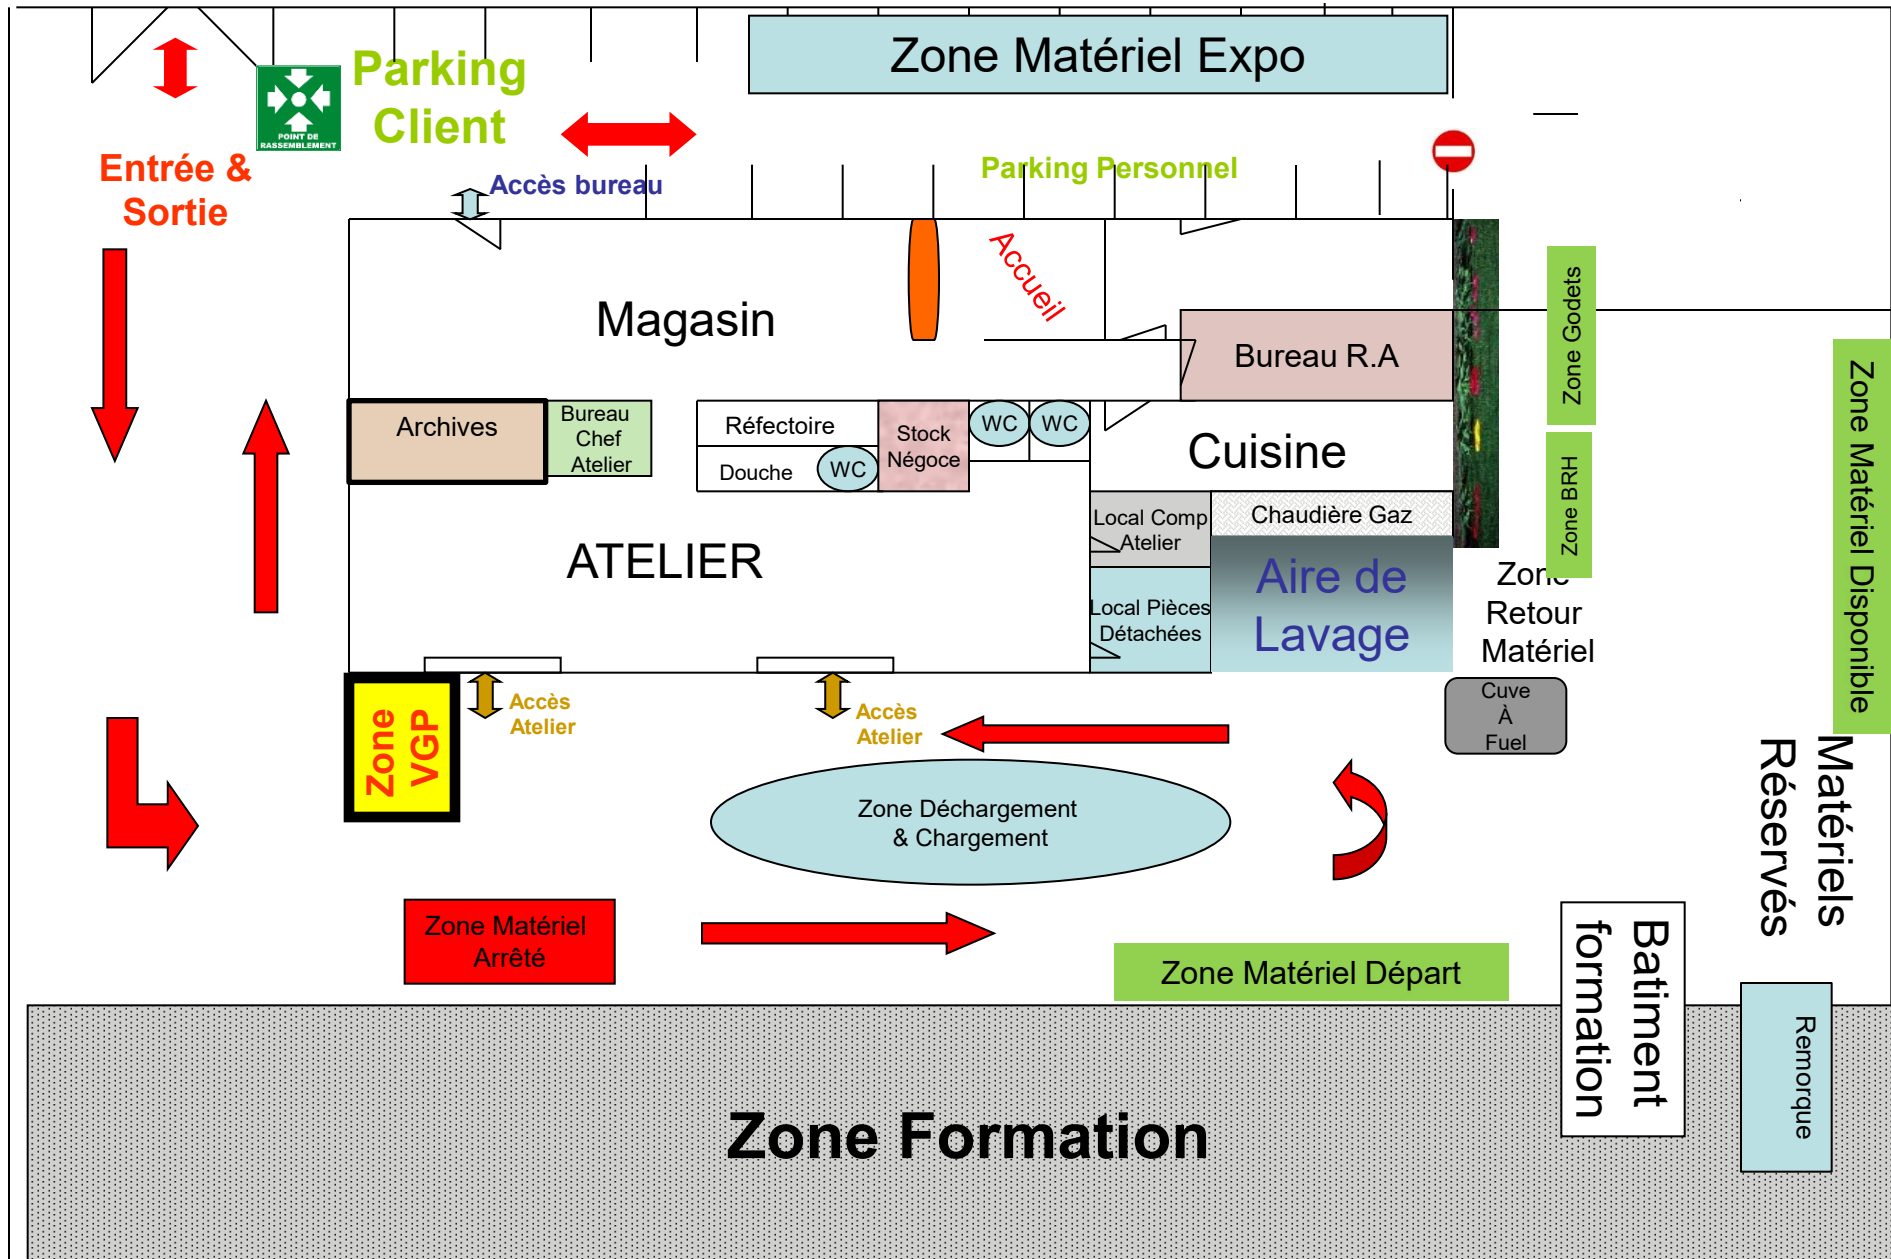 Zone Matériel Expo
Parking
Client
POINT DE
RASSEMBLEMENT
Entrée &
Sortie
Accès bureau
Parking Personnel
Accueil
Magasin
Bureau R.A
Zone Godets
Archives
Bureau
Chef
Atelier
Réfectoire
Douche
WC
Stock
Négoce
WC
WC
Cuisine
Zone BRH
Zone Matériel Disponible
Local Comp
Atelier
Chaudière Gaz
ATELIER
Aire de
Lavage
Local Pièces
Détachées
Zone
Retour
Matériel
Zone
VGP
Accès
Atelier
Accès
Atelier
Cuve
À
Fuel
Matériels
Réservés
Zone Déchargement
& Chargement
Zone Matériel
Arrêté
Zone Matériel Départ
Batiment
formation
Remorque
Zone Formation